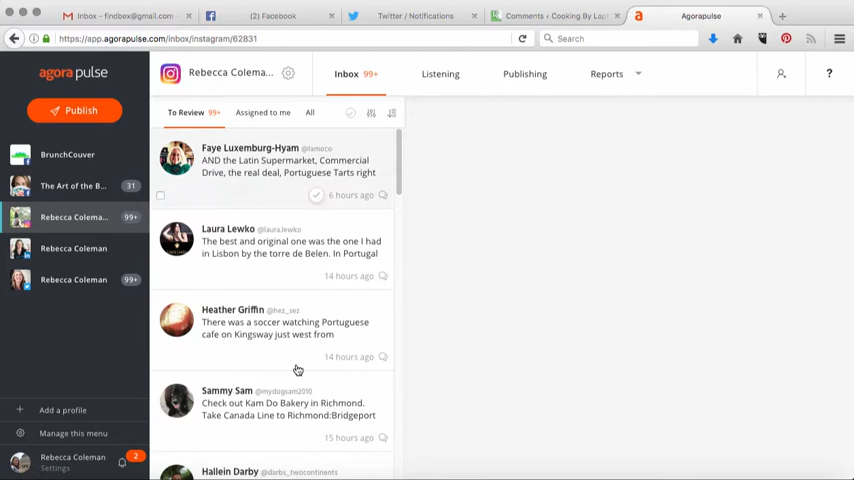 Inbox - findbex@gmail.com
(2) Facebook
Twitter / Notifications
Comments ‹ Cooking By Lapt
Agorapulse
https://app.agorapulse.com/inbox/instagram/62831
Search
agorapulse
Rebecca Colema...
Inbox 99+
Listening
Publishing
Reports
?
Publish
To Review 99+
Assigned to me
All
BrunchCouver
The Art of the B... 31
Rebecca Colema... 99+
Rebecca Coleman
Rebecca Coleman 99+
Faye Luxemburg-Hyam @lamoco
AND the Latin Supermarket, Commercial
Drive, the real deal, Portuguese Tarts right
6 hours ago
Laura Lewko @laura.lewko
The best and original one was the one I had
in Lisbon by the torre de Belen. In Portugal
14 hours ago
Heather Griffin @hez_sez
There was a soccer watching Portuguese
cafe on Kingsway just west from
14 hours ago
Sammy Sam @mydogsam2010
Check out Kam Do Bakery in Richmond.
Take Canada Line to Richmond:Bridgeport
15 hours ago
Hallein Darby @darbs_twocontinents
Add a profile
Manage this menu
Rebecca Coleman
Settings
2